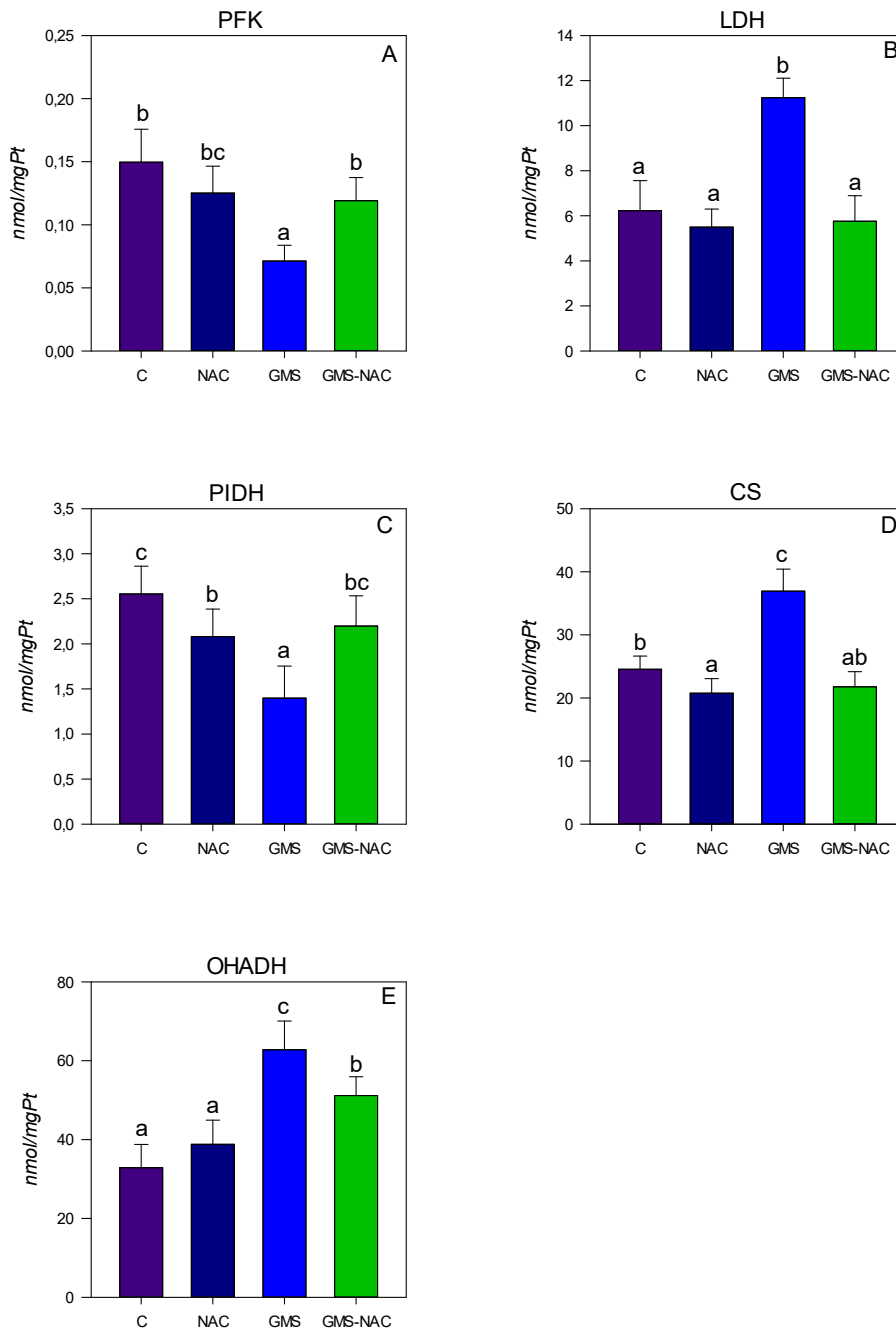 PFK
A
nmol/mgPt
0,25
0,20
0,15
0,10
0,05
0,00
b
bc
a
b
C NAC GMS GMS-NAC
LDH
B
nmol/mgPt
14
12
10
8
6
4
2
0
a
a
b
a
C NAC GMS GMS-NAC
PIDH
C
nmol/mgPt
3,5
3,0
2,5
2,0
1,5
1,0
0,5
0,0
c
b
a
bc
C NAC GMS GMS-NAC
CS
D
nmol/mgPt
50
40
30
20
10
0
b
a
c
ab
C NAC GMS GMS-NAC
OHADH
E
nmol/mgPt
80
60
40
20
0
a
a
c
b
C NAC GMS GMS-NAC